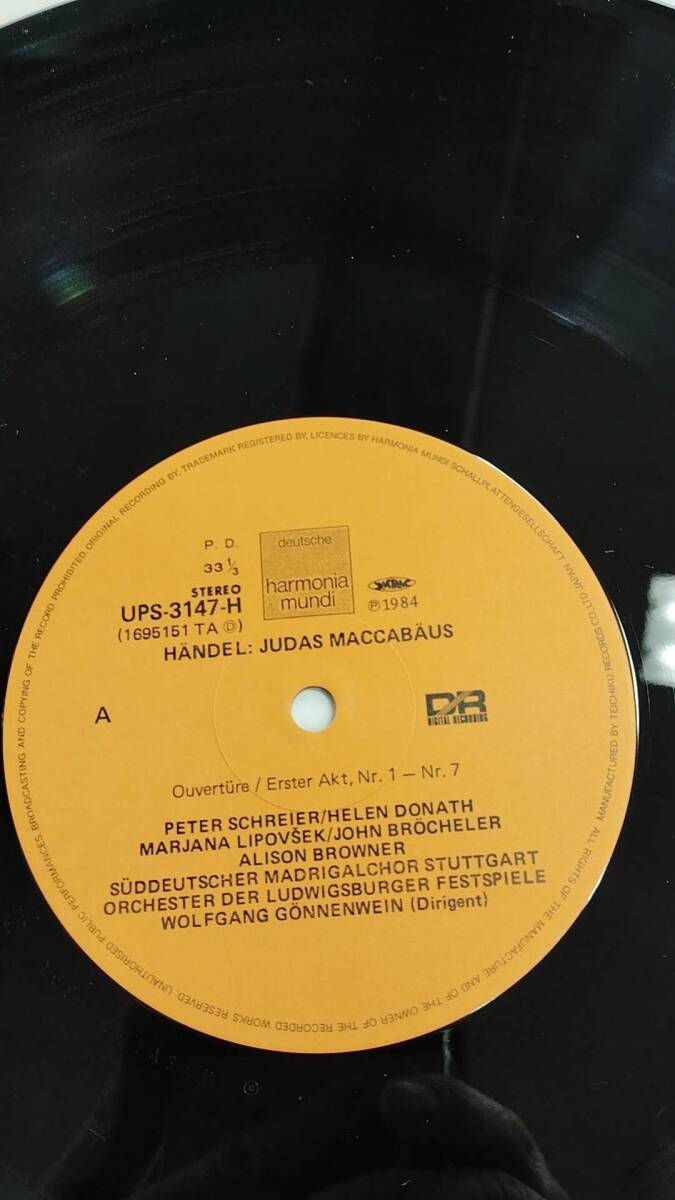 P. D.
33 1/3
STEREO
UPS-3147-H
(1695151 TA Ⓓ)
deutsche
harmonia
mundi
℗1984
HÄNDEL: JUDAS MACCABÄUS
A
DR
DIGITAL RECORDING
Ouvertüre / Erster Akt, Nr. 1 — Nr. 7
PETER SCHREIER/HELEN DONATH
MARJANA LIPOVŠEK/JOHN BRÖCHELER
ALISON BROWNER
SÜDDEUTSCHER MADRIGALCHOR STUTTGART
ORCHESTER DER LUDWIGSBURGER FESTSPIELE
WOLFGANG GÖNNENWEIN (Dirigent)
ORIGINAL RECORDING BY, TRADEMARK REGISTERED BY, LICENCES BY HARMONIA MUNDI SCHALLPLATTENGESELLSCHAFT MANUFACTURED BY TEICHIKU RECORDS CO., LTD. JAPAN. ALL RIGHTS OF THE MANUFACTURE AND OF THE OWNER OF THE RECORDED WORKS RESERVED. UNAUTHORISED PUBLIC PERFORMANCES BROADCASTING AND COPYING OF THE RECORD PROHIBITED.